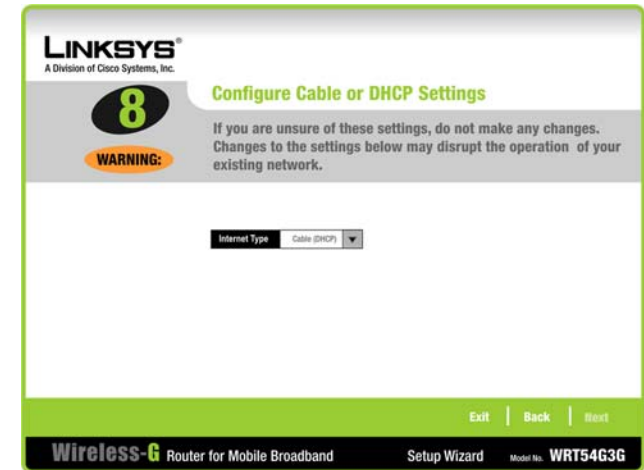 LINKSYS®
A Division of Cisco Systems, Inc.
8
WARNING:
Configure Cable or DHCP Settings
If you are unsure of these settings, do not make any changes.
Changes to the settings below may disrupt the operation of your
existing network.
Internet Type Cable (DHCP)
Exit | Back | Next
Wireless-G Router for Mobile Broadband Setup Wizard Model No. WRT54G3G